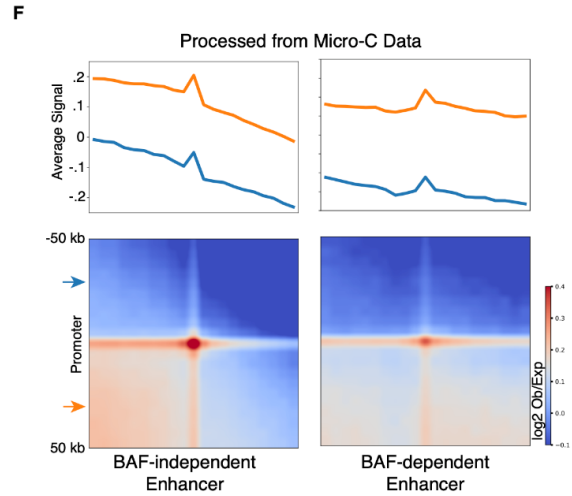 F
Processed from Micro-C Data
Average Signal
.2
.1
0
-.1
-.2
-50 kb
Promoter
50 kb
BAF-independent
Enhancer
BAF-dependent
Enhancer
log2 Ob/Exp
0.4
0.3
0.2
0.1
0.0
−0.1